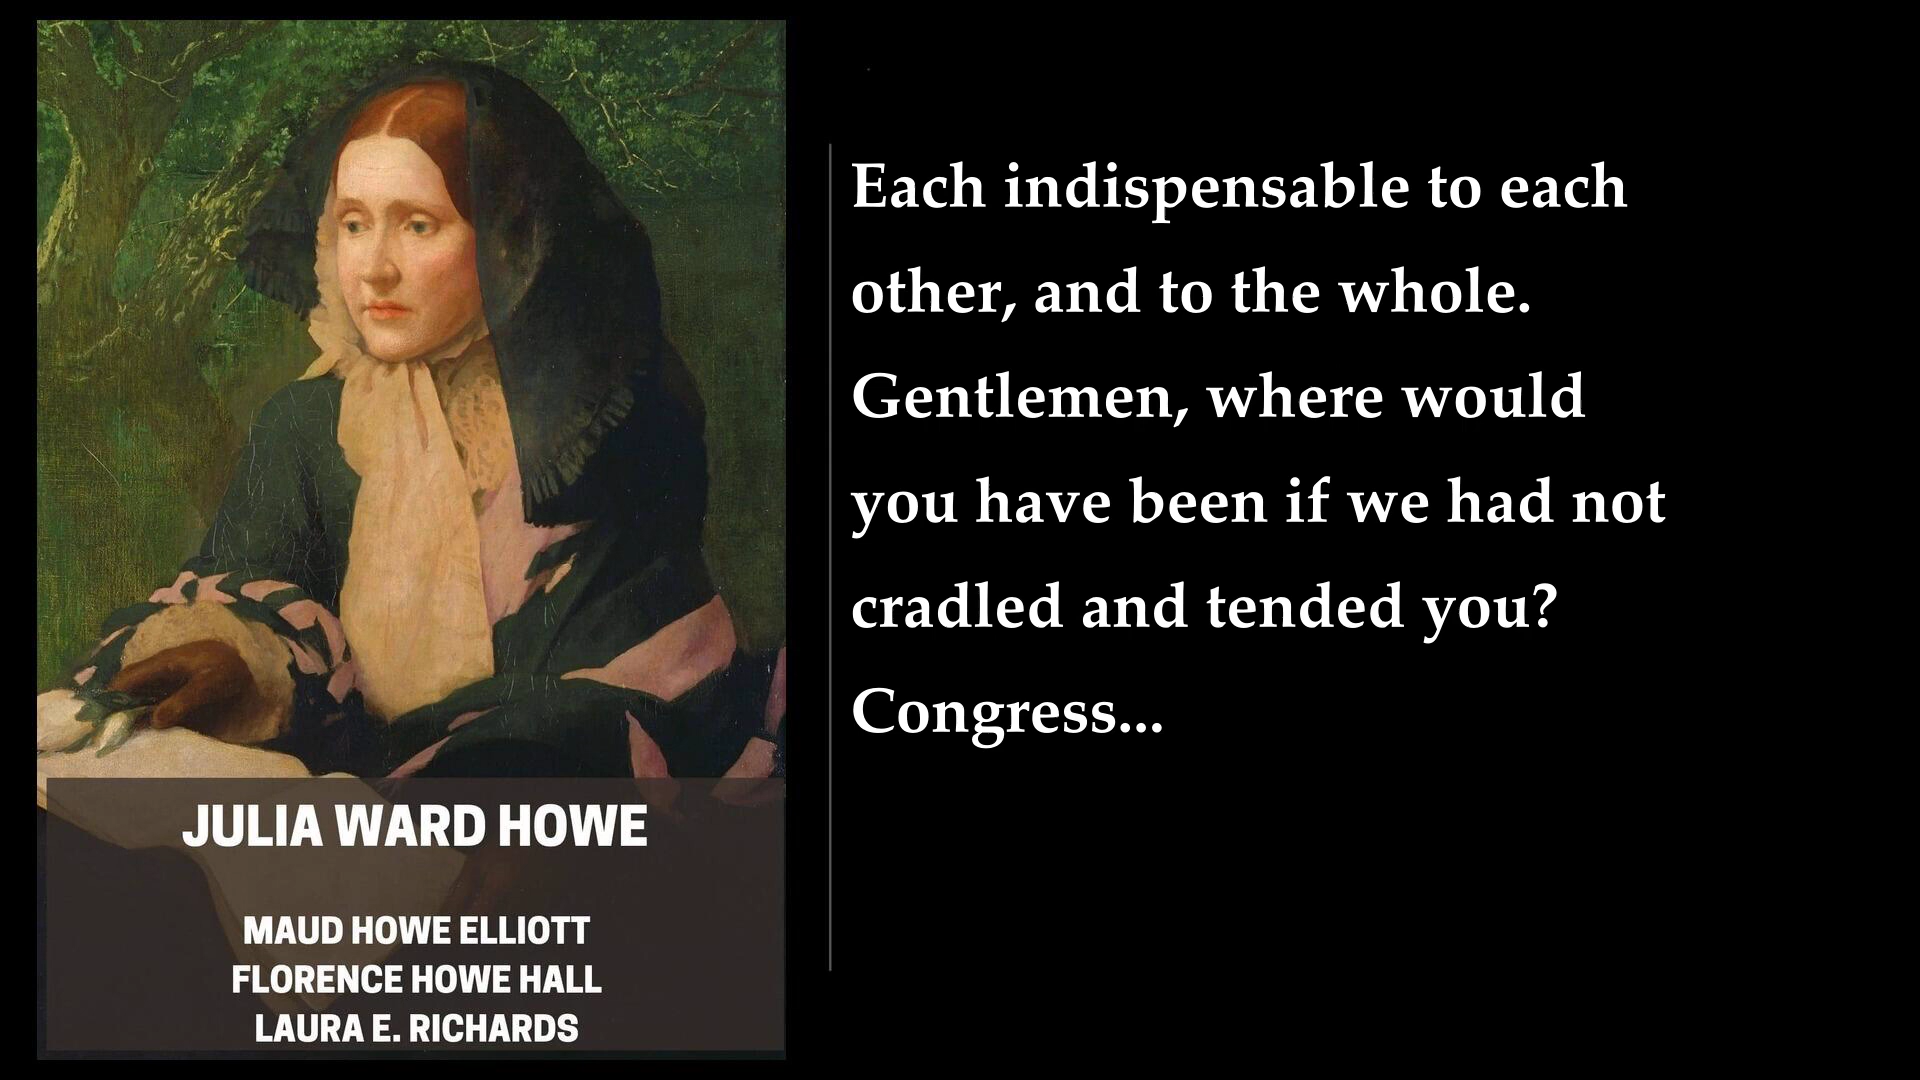 JULIA WARD HOWE
MAUD HOWE ELLIOTT
FLORENCE HOWE HALL
LAURA E. RICHARDS
Each indispensable to each
other, and to the whole.
Gentlemen, where would
you have been if we had not
cradled and tended you?
Congress...